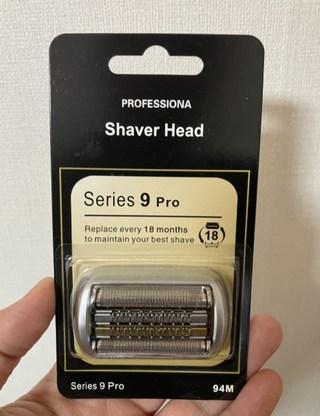 PROFESSIONA
Shaver Head
Series 9 Pro
Replace every 18 months
to maintain your best shave
18
Series 9 Pro
94M